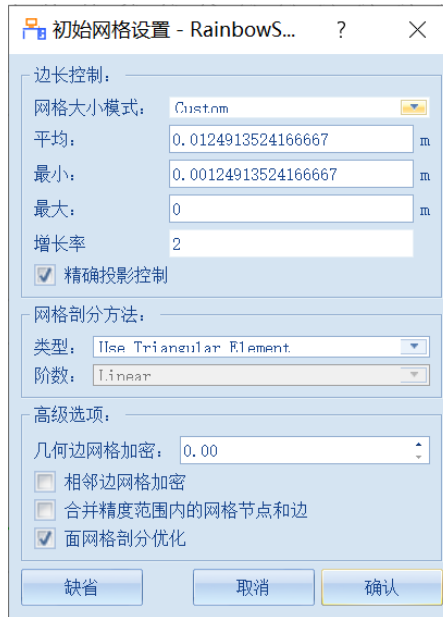 初始网格设置 - RainbowS... ?
边长控制：
网格大小模式： Custom
平均： 0.0124913524166667 m
最小： 0.00124913524166667 m
最大： 0 m
增长率 2
精确投影控制
网格剖分方法：
类型： Use Triangular Element
阶数： Linear
高级选项：
几何边网格加密： 0.00
相邻边网格加密
合并精度范围内的网格节点和边
面网格剖分优化
缺省 取消 确认